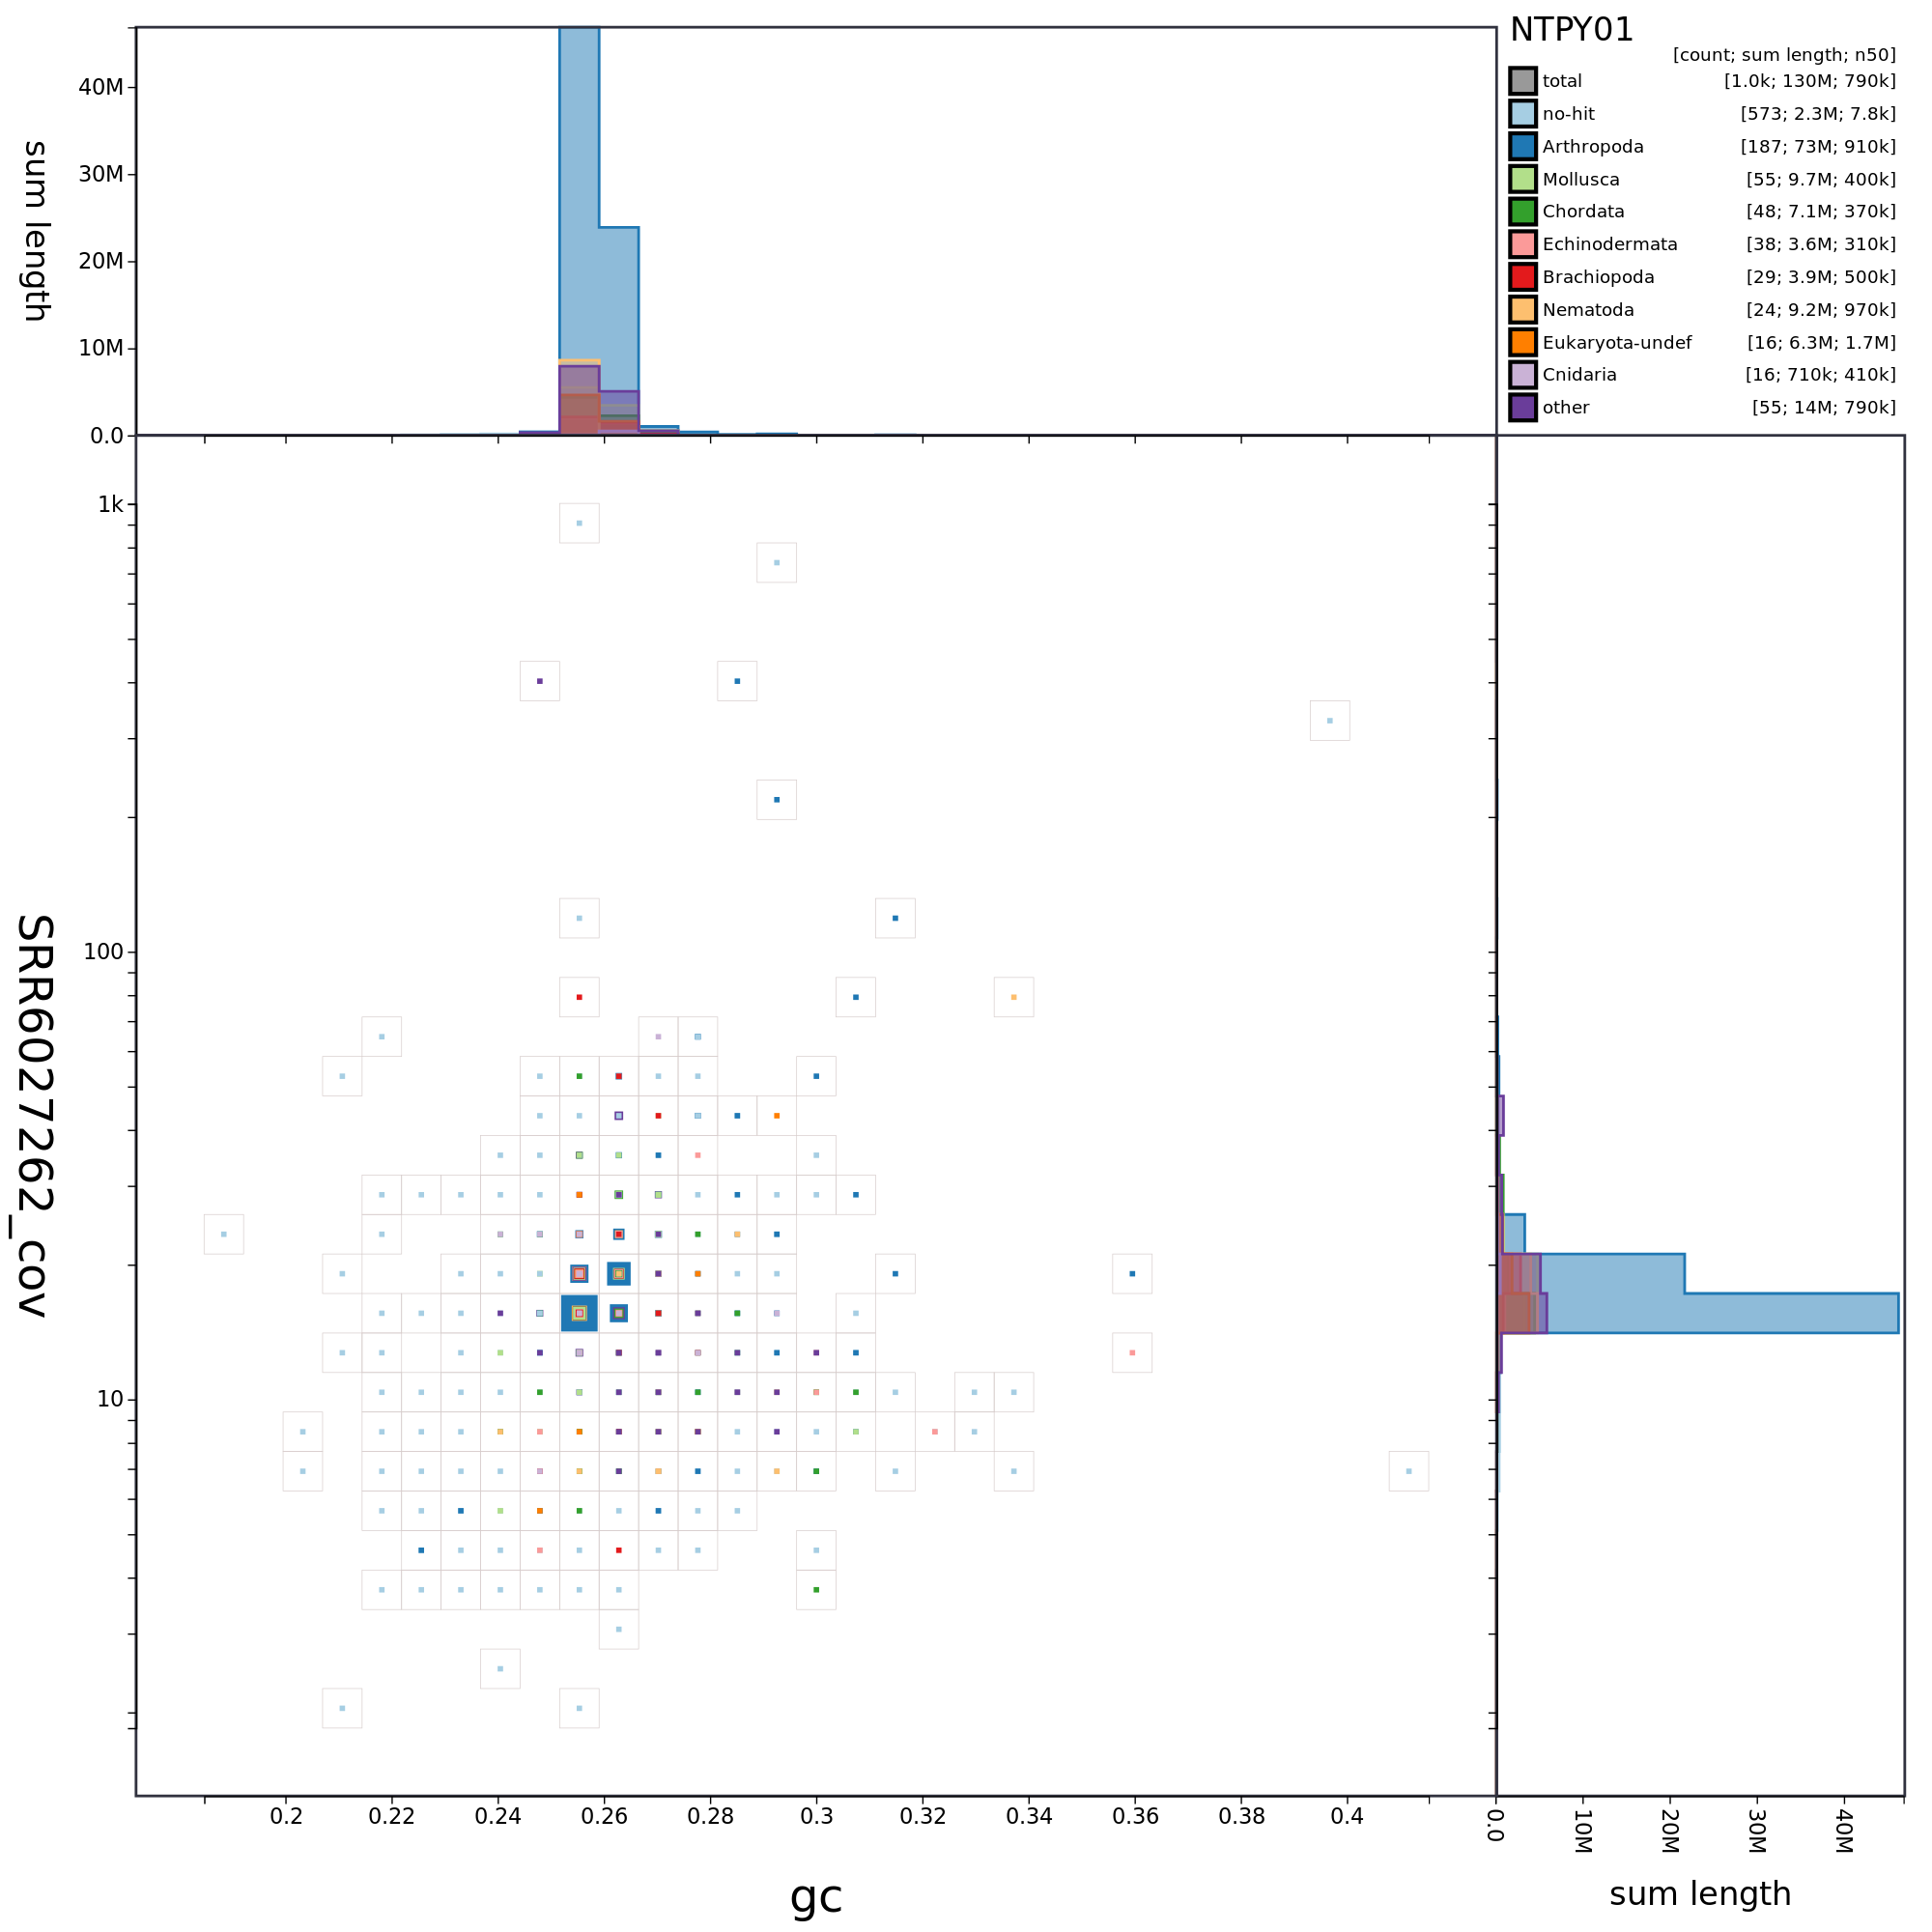 NTPY01
[count; sum length; n50]
total [1.0k; 130M; 790k]
no-hit [573; 2.3M; 7.8k]
Arthropoda [187; 73M; 910k]
Mollusca [55; 9.7M; 400k]
Chordata [48; 7.1M; 370k]
Echinodermata [38; 3.6M; 310k]
Brachiopoda [29; 3.9M; 500k]
Nematoda [24; 9.2M; 970k]
Eukaryota-undef [16; 6.3M; 1.7M]
Cnidaria [16; 710k; 410k]
other [55; 14M; 790k]
sum length
40M
30M
20M
10M
0.0
SRR6027262_cov
1k
100
10
0.2 0.22 0.24 0.26 0.28 0.3 0.32 0.34 0.36 0.38 0.4
gc
0.0 10M 20M 30M 40M
sum length